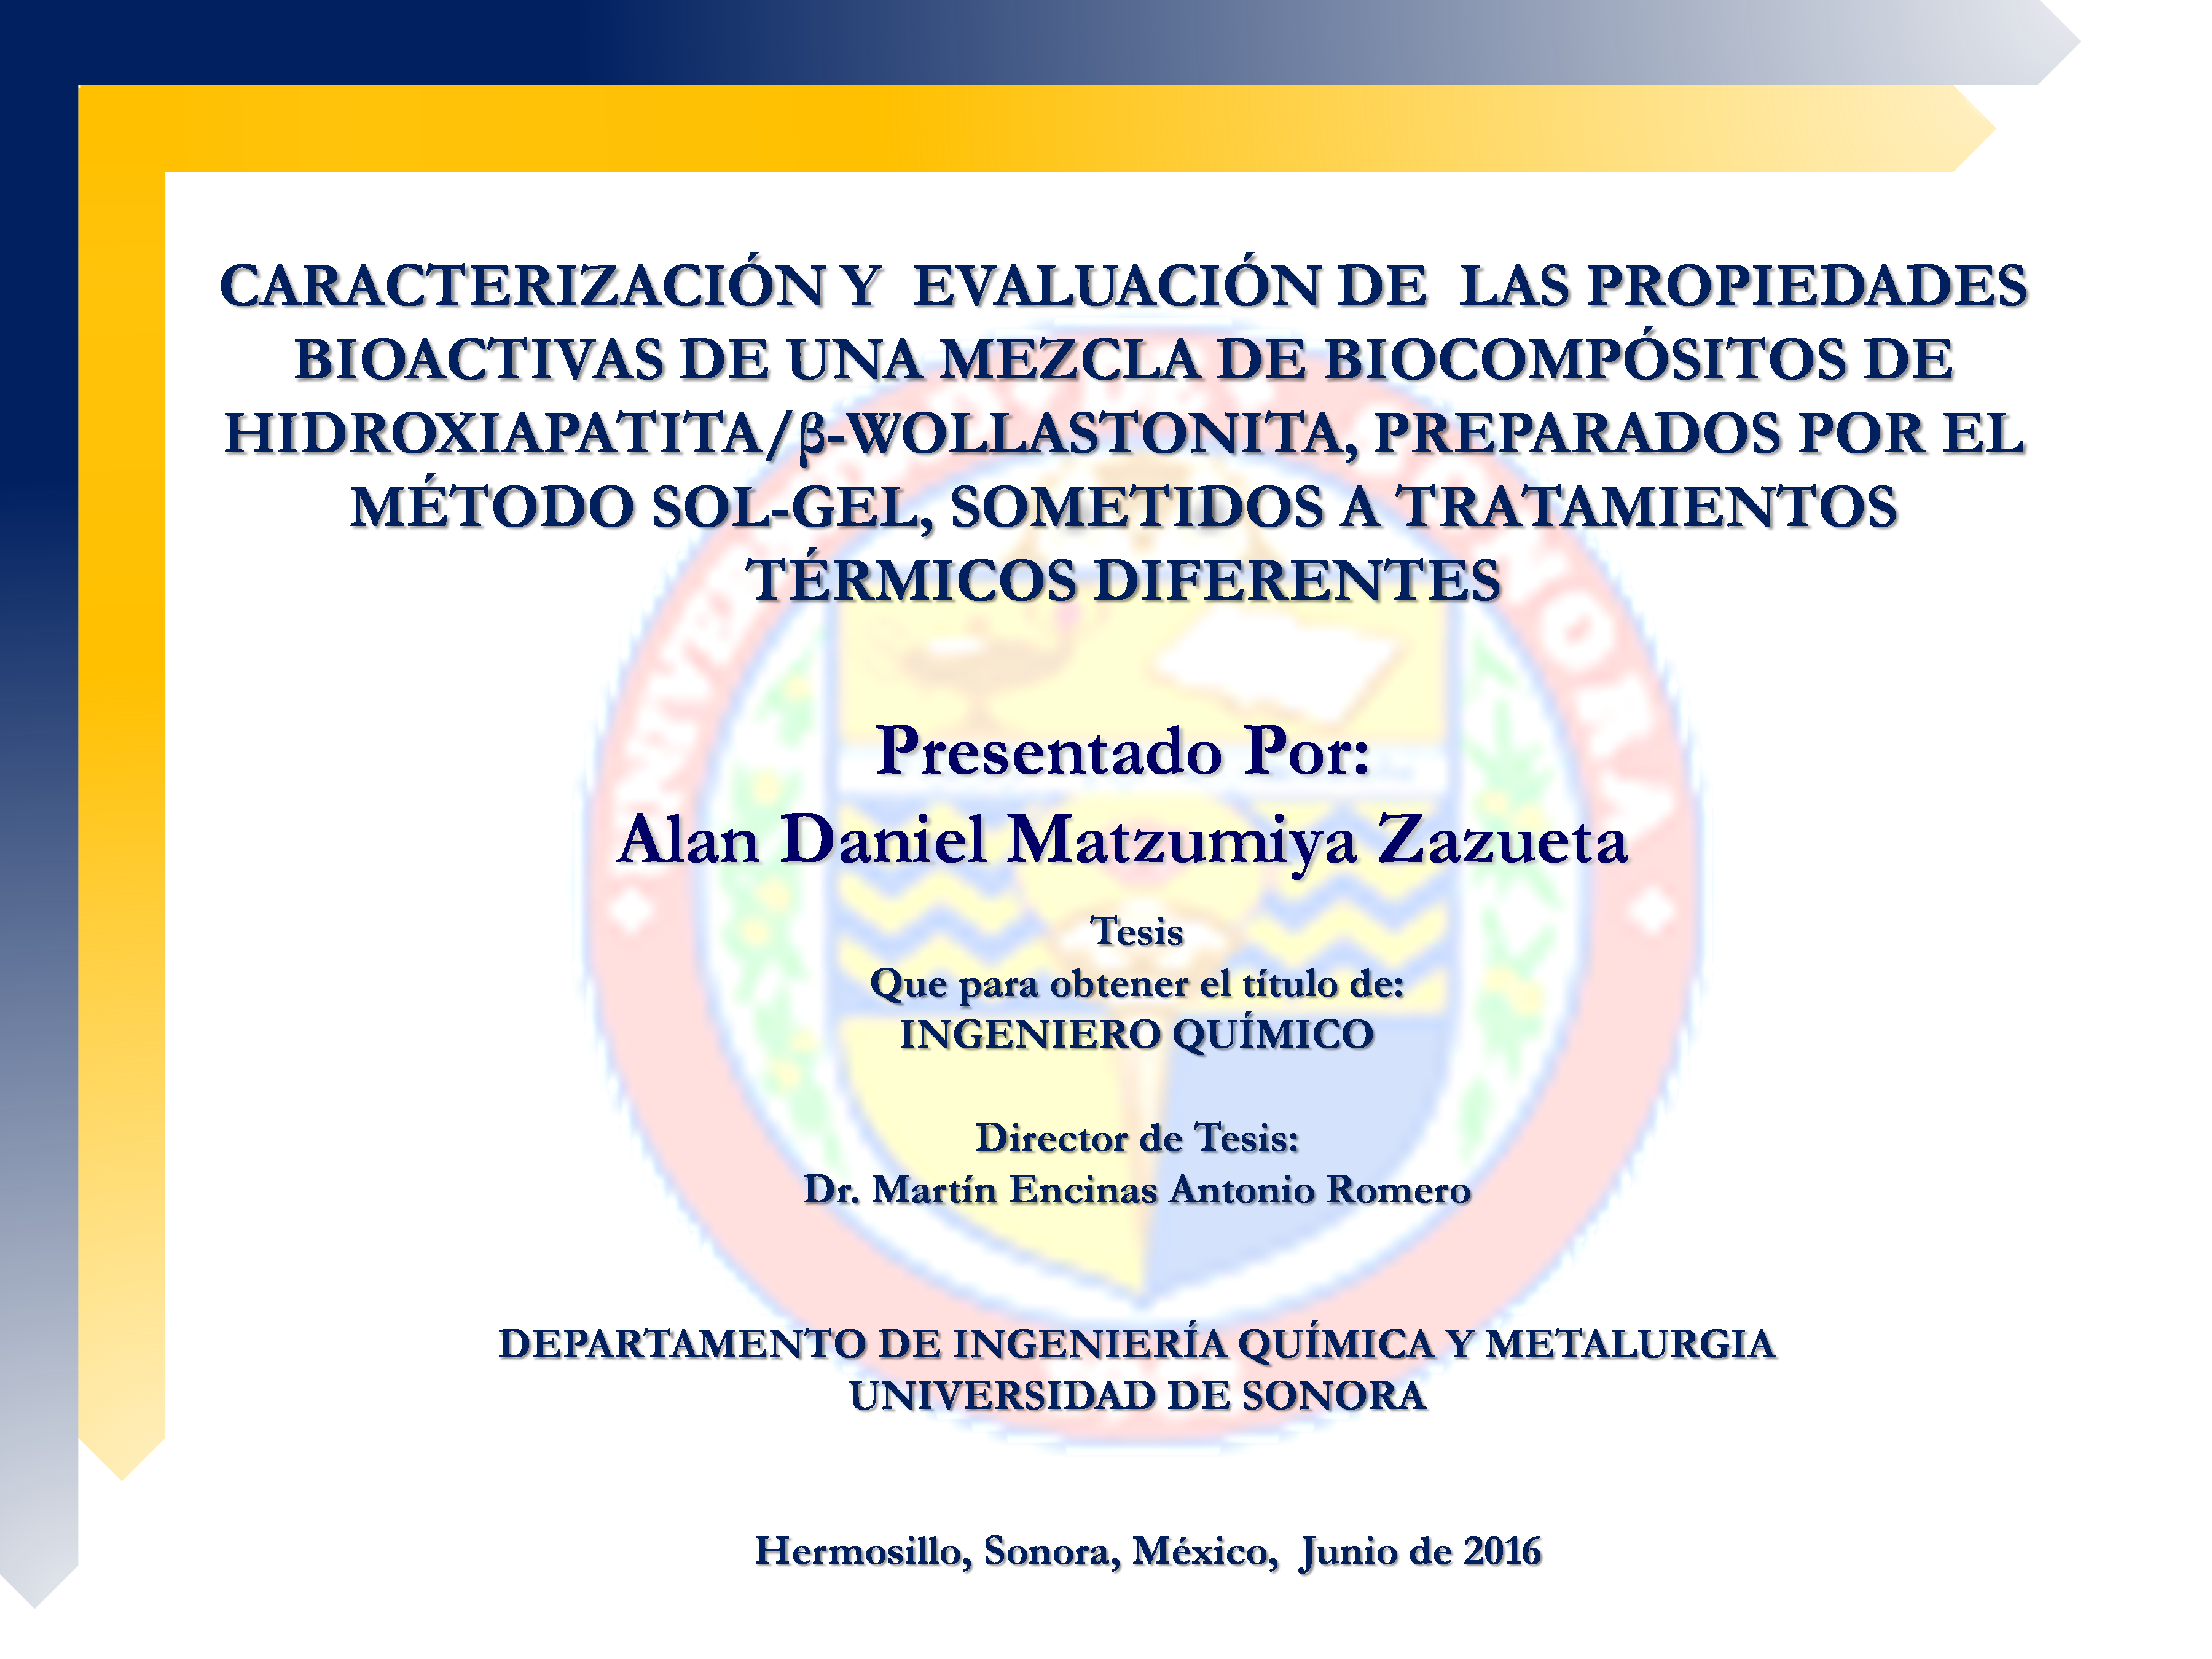 CARACTERIZACIÓN Y EVALUACIÓN DE LAS PROPIEDADES
BIOACTIVAS DE UNA MEZCLA DE BIOCOMPÓSITOS DE
HIDROXIAPATITA/β-WOLLASTONITA, PREPARADOS POR EL
MÉTODO SOL-GEL, SOMETIDOS A TRATAMIENTOS
TÉRMICOS DIFERENTES
Presentado Por:
Alan Daniel Matzumiya Zazueta
Tesis
Que para obtener el título de:
INGENIERO QUÍMICO
Director de Tesis:
Dr. Martín Encinas Antonio Romero
DEPARTAMENTO DE INGENIERÍA QUÍMICA Y METALURGIA
UNIVERSIDAD DE SONORA
Hermosillo, Sonora, México, Junio de 2016